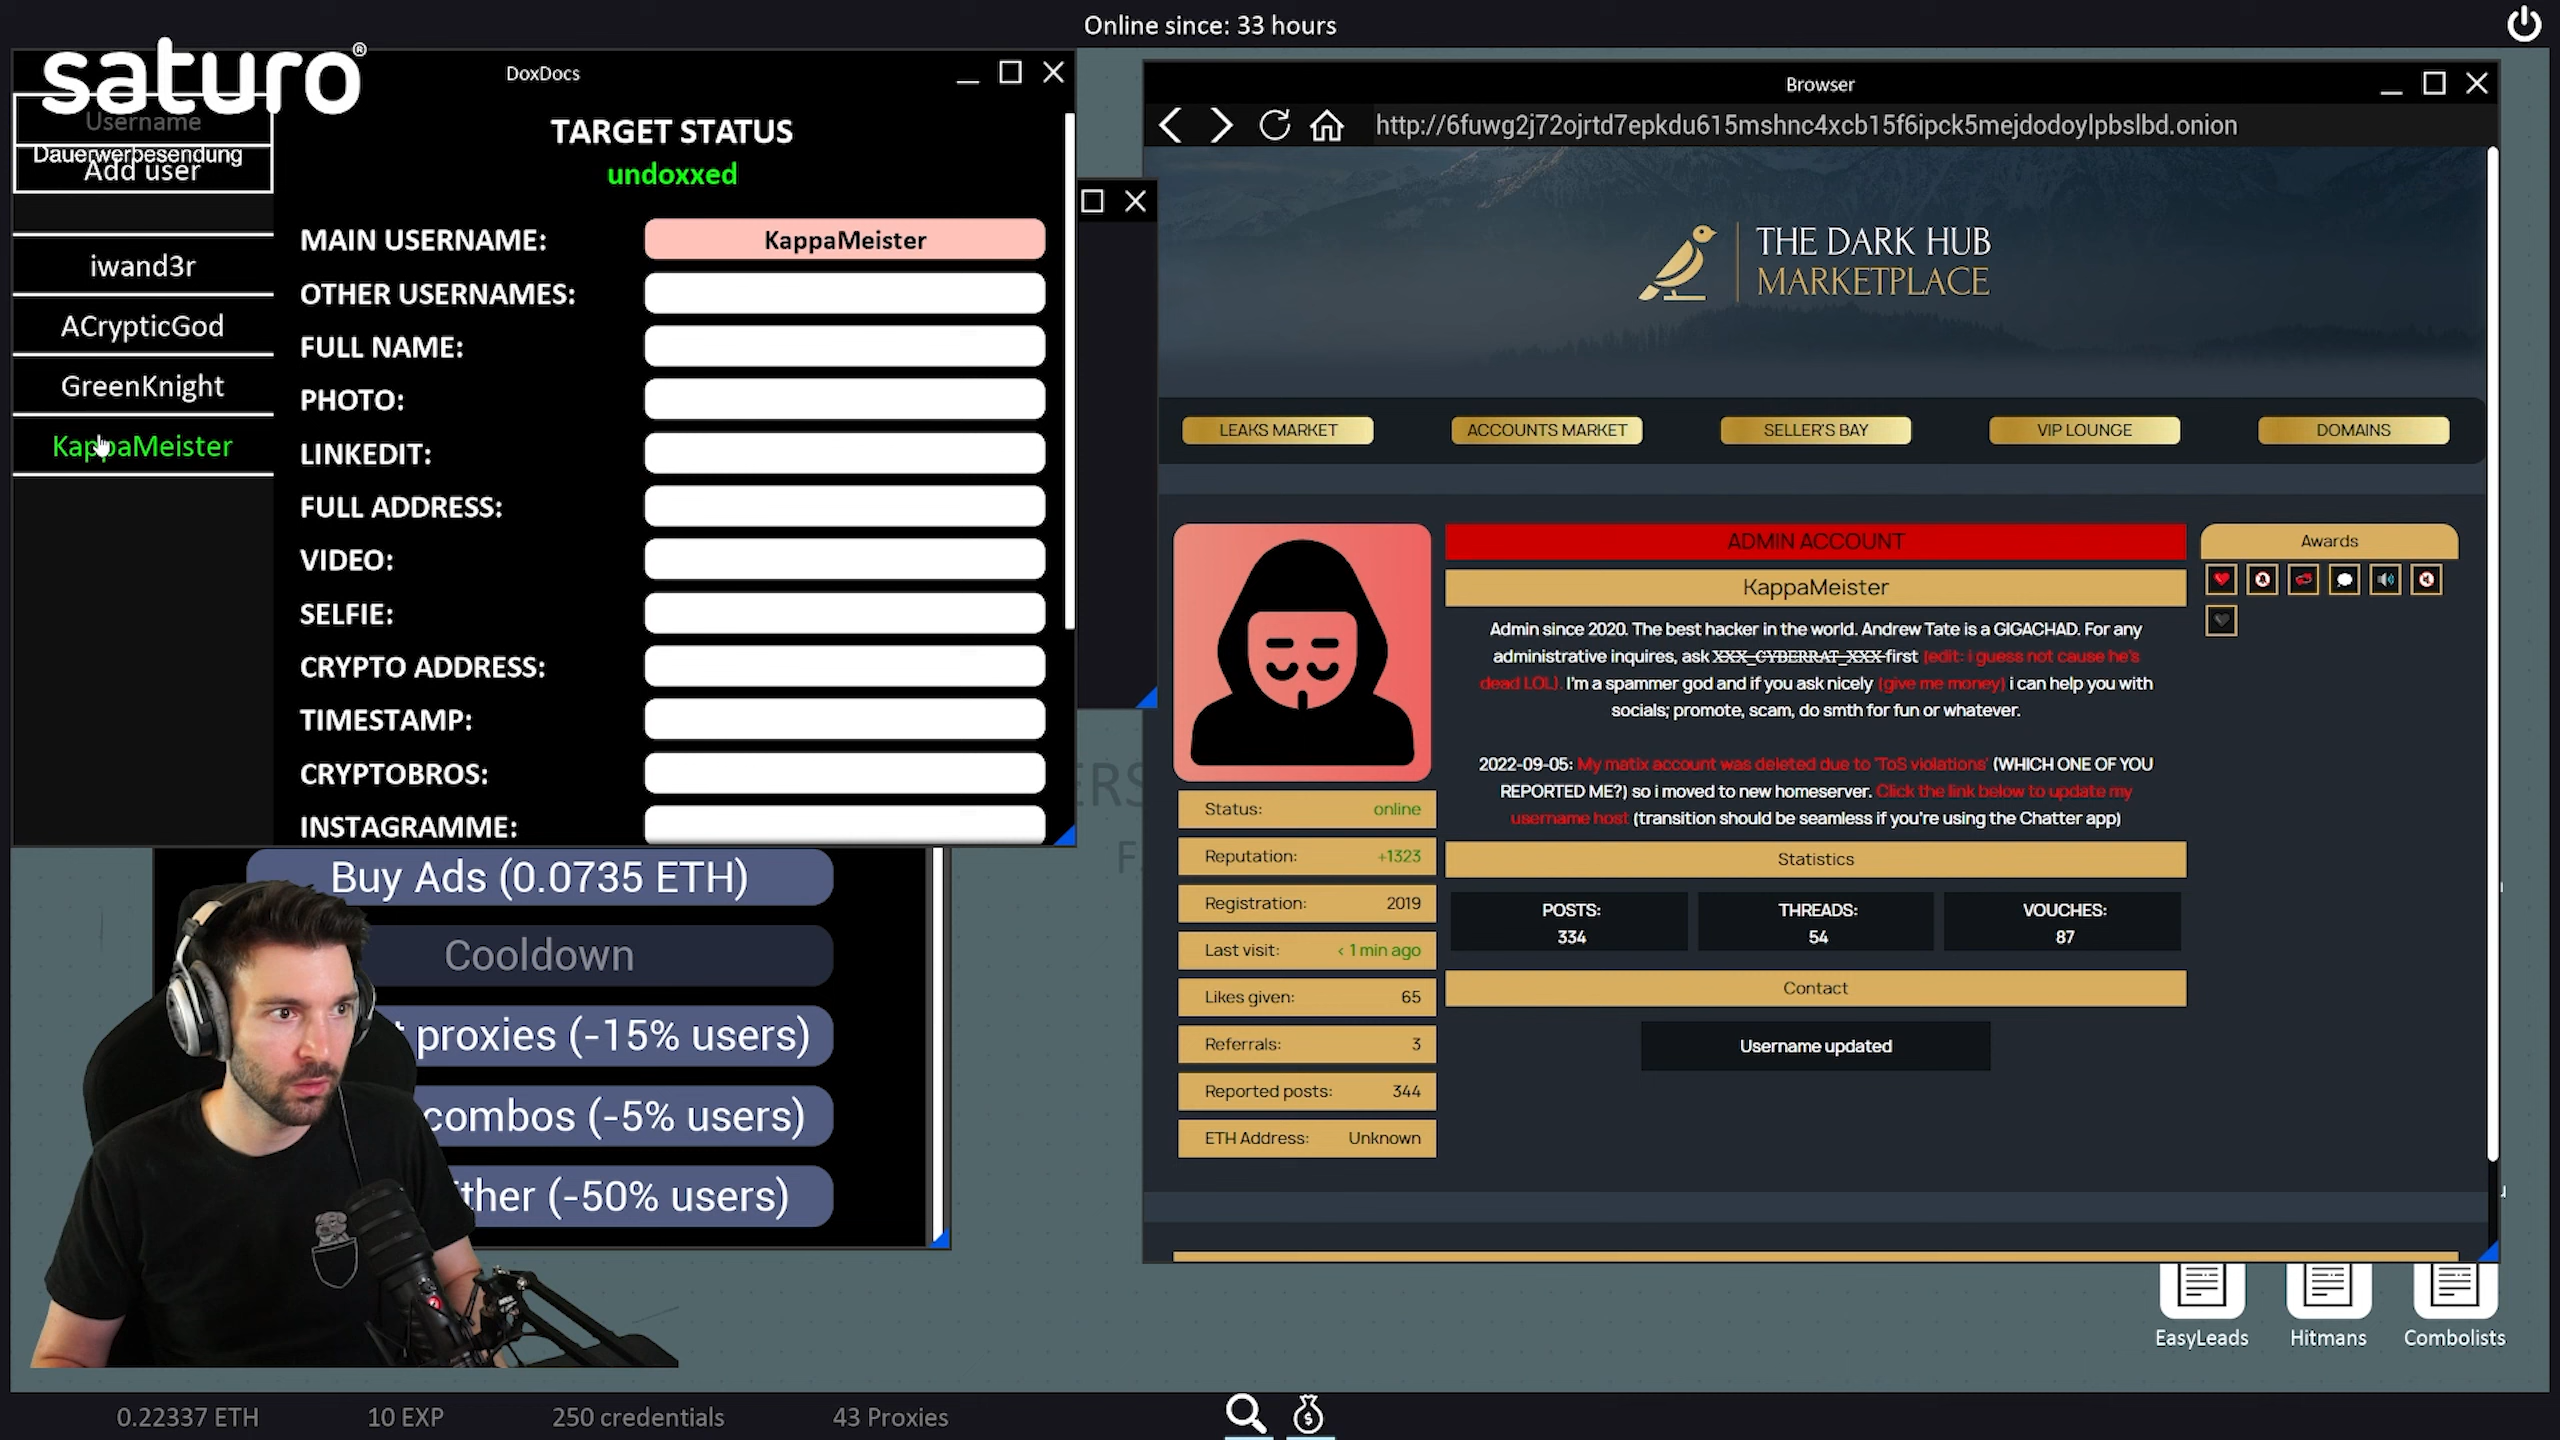 Online since: 33 hours
saturo®
Username
Dauerwerbesendung
Add user
iwand3r
ACrypticGod
GreenKnight
KappaMeister
DoxDocs
TARGET STATUS
undoxxed
MAIN USERNAME:
KappaMeister
OTHER USERNAMES:
FULL NAME:
PHOTO:
LINKEDIT:
FULL ADDRESS:
VIDEO:
SELFIE:
CRYPTO ADDRESS:
TIMESTAMP:
CRYPTOBROS:
INSTAGRAMME:
Buy Ads (0.0735 ETH)
Cooldown
proxies (-15% users)
combos (-5% users)
(-50% users)
Browser
http://6fuwg2j72ojrtd7epkdu615mshnc4xcb15f6ipck5mejdodoylpbslbd.onion
THE DARK HUB
MARKETPLACE
LEAKS MARKET
ACCOUNTS MARKET
SELLER'S BAY
VIP LOUNGE
DOMAINS
ADMIN ACCOUNT
KappaMeister
Admin since 2020. The best hacker in the world. Andrew Tate is a GIGACHAD. For any
administrative inquires, ask XXX_CYBERRAT_XXX first (edit: i guess not cause he's
dead LOL). I'm a spammer god and if you ask nicely (give me money) i can help you with
socials; promote, scam, do smth for fun or whatever.
2022-09-05: My matix account was deleted due to 'ToS violations' (WHICH ONE OF YOU
REPORTED ME?) so i moved to new homeserver. Click the link below to update my
username host (transition should be seamless if you're using the Chatter app)
Statistics
POSTS:
334
THREADS:
54
VOUCHES:
87
Contact
Username updated
Awards
Status: online
Reputation: +1323
Registration: 2019
Last visit: < 1 min ago
Likes given: 65
Referrals: 3
Reported posts: 344
ETH Address: Unknown
EasyLeads
Hitmans
Combolists
0.22337 ETH
10 EXP
250 credentials
43 Proxies